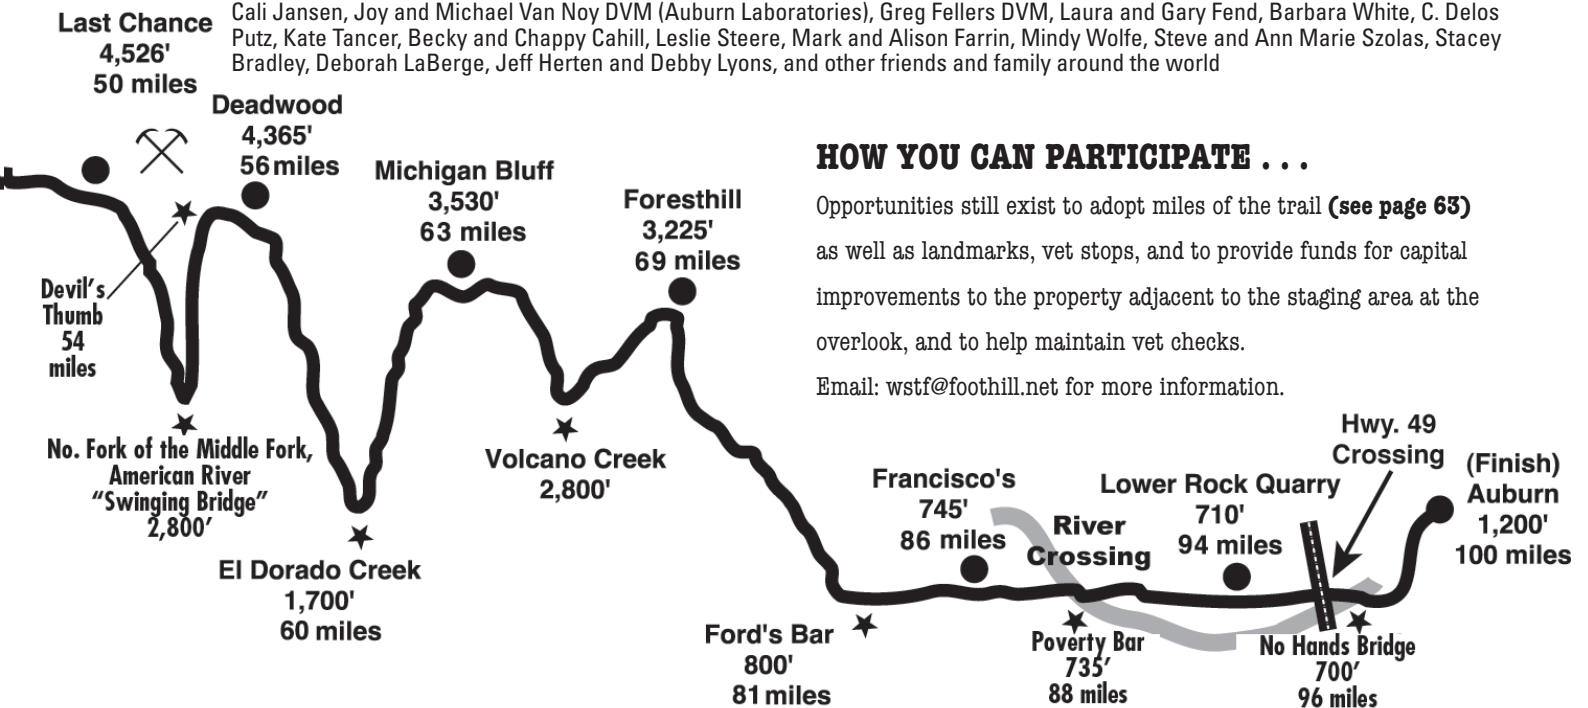 Cali Jansen, Joy and Michael Van Noy DVM (Auburn Laboratories), Greg Fellers DVM, Laura and Gary Fend, Barbara White, C. Delos
Putz, Kate Tancer, Becky and Chappy Cahill, Leslie Steere, Mark and Alison Farrin, Mindy Wolfe, Steve and Ann Marie Szolas, Stacey
Bradley, Deborah LaBerge, Jeff Herten and Debby Lyons, and other friends and family around the world
Last Chance
4,526'
50 miles
Deadwood
4,365'
56 miles
Devil's
Thumb
54
miles
No. Fork of the Middle Fork,
American River
“Swinging Bridge”
2,800′
El Dorado Creek
1,700'
60 miles
Michigan Bluff
3,530'
63 miles
Volcano Creek
2,800'
Foresthill
3,225'
69 miles
HOW YOU CAN PARTICIPATE . . .
Opportunities still exist to adopt miles of the trail (see page 63)
as well as landmarks, vet stops, and to provide funds for capital
improvements to the property adjacent to the staging area at the
overlook, and to help maintain vet checks.
Email: wstf@foothill.net for more information.
Ford's Bar
800'
81 miles
Francisco's
745'
86 miles
River
Crossing
Poverty Bar
735′
88 miles
Lower Rock Quarry
710'
94 miles
Hwy. 49
Crossing
No Hands Bridge
700′
96 miles
(Finish)
Auburn
1,200'
100 miles